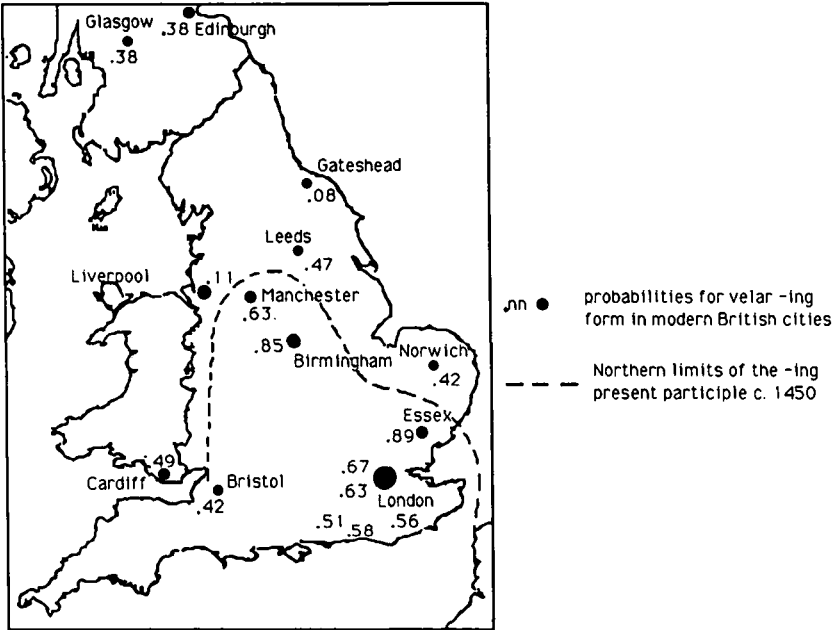 Glasgow
.38 Edinburgh
.38
Gateshead
.08
Leeds
.47
Liverpool
.11
Manchester
.63.
.85
Birmingham
Norwich
.42
Essex
.89
.49
Cardiff
Bristol
.42
.67
.63
London
.51
.58
.56
.nn
probabilities for velar -ing
form in modern British cities
Northern limits of the -ing
present participle c. 1450